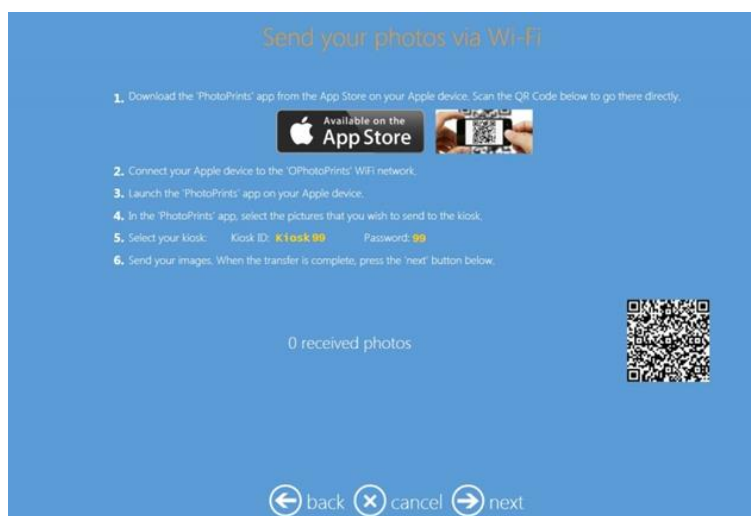 Send your photos via Wi-Fi
1. Download the 'PhotoPrints' app from the App Store on your Apple device. Scan the QR Code below to go there directly.
Available on the
App Store
2. Connect your Apple device to the 'OPhotoPrints' WiFi network.
3. Launch the 'PhotoPrints' app on your Apple device.
4. In the 'PhotoPrints' app, select the pictures that you wish to send to the kiosk.
5. Select your kiosk: Kiosk ID: Kiosk99 Password: 99
6. Send your images. When the transfer is complete, press the 'next' button below.
0 received photos
back cancel next